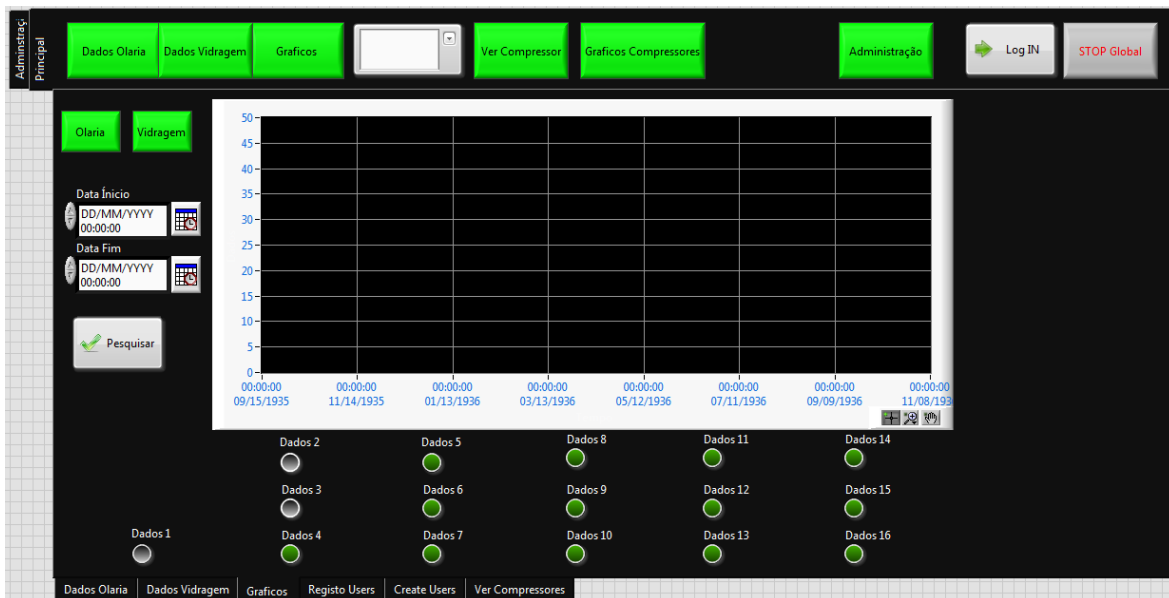 Adminstraçi
Principal
Dados Olaria
Dados Vidragem
Graficos
Ver Compressor
Graficos Compressores
Administração
Log IN
STOP Global
Olaria
Vidragem
Data Ínicio
DD/MM/YYYY
00:00:00
Data Fim
DD/MM/YYYY
00:00:00
Pesquisar
50
45
40
35
30
25
20
15
10
5
0
00:00:00 00:00:00 00:00:00 00:00:00 00:00:00 00:00:00 00:00:00 00:00:00
09/15/1935 11/14/1935 01/13/1936 03/13/1936 05/12/1936 07/11/1936 09/09/1936 11/08/193
Dados 2 Dados 5 Dados 8 Dados 11 Dados 14
Dados 3 Dados 6 Dados 9 Dados 12 Dados 15
Dados 1 Dados 4 Dados 7 Dados 10 Dados 13 Dados 16
Dados Olaria Dados Vidragem Graficos Registo Users Create Users Ver Compressores